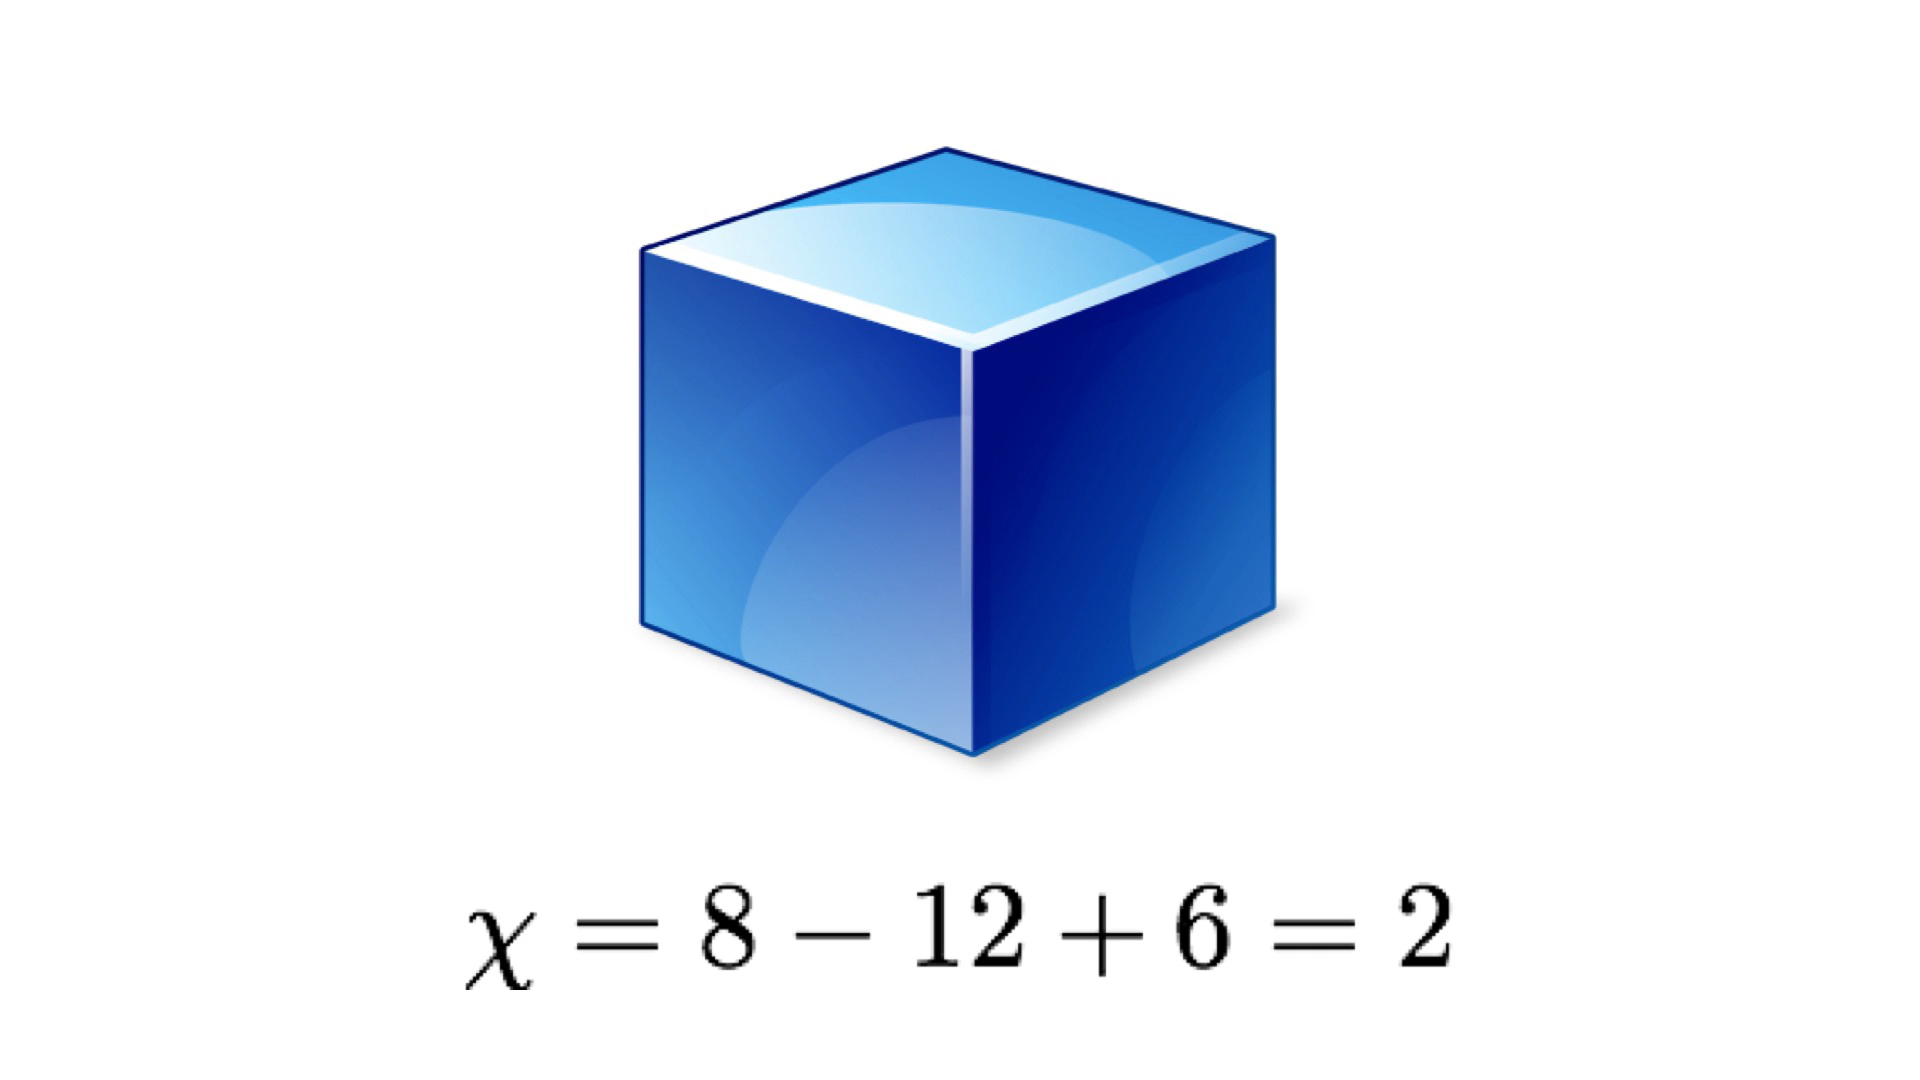 χ = 8 − 12 + 6 = 2